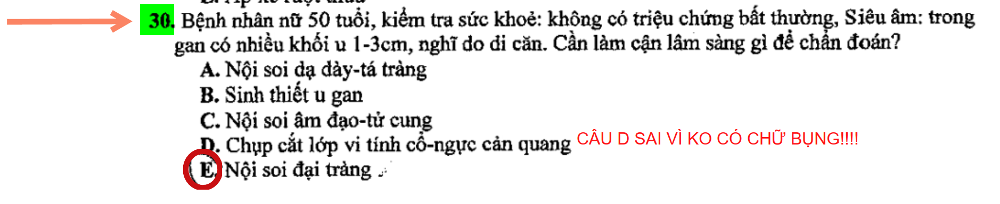 30. Bệnh nhân nữ 50 tuổi, kiểm tra sức khoẻ: không có triệu chứng bất thường, Siêu âm: trong
gan có nhiều khối u 1-3cm, nghĩ do di căn. Cần làm cận lâm sàng gì để chẩn đoán?
A. Nội soi dạ dày-tá tràng
B. Sinh thiết u gan
C. Nội soi âm đạo-tử cung
D. Chụp cắt lớp vi tính cổ-ngực cản quang CÂU D SAI VÌ KO CÓ CHỮ BỤNG!!!!
E. Nội soi đại tràng